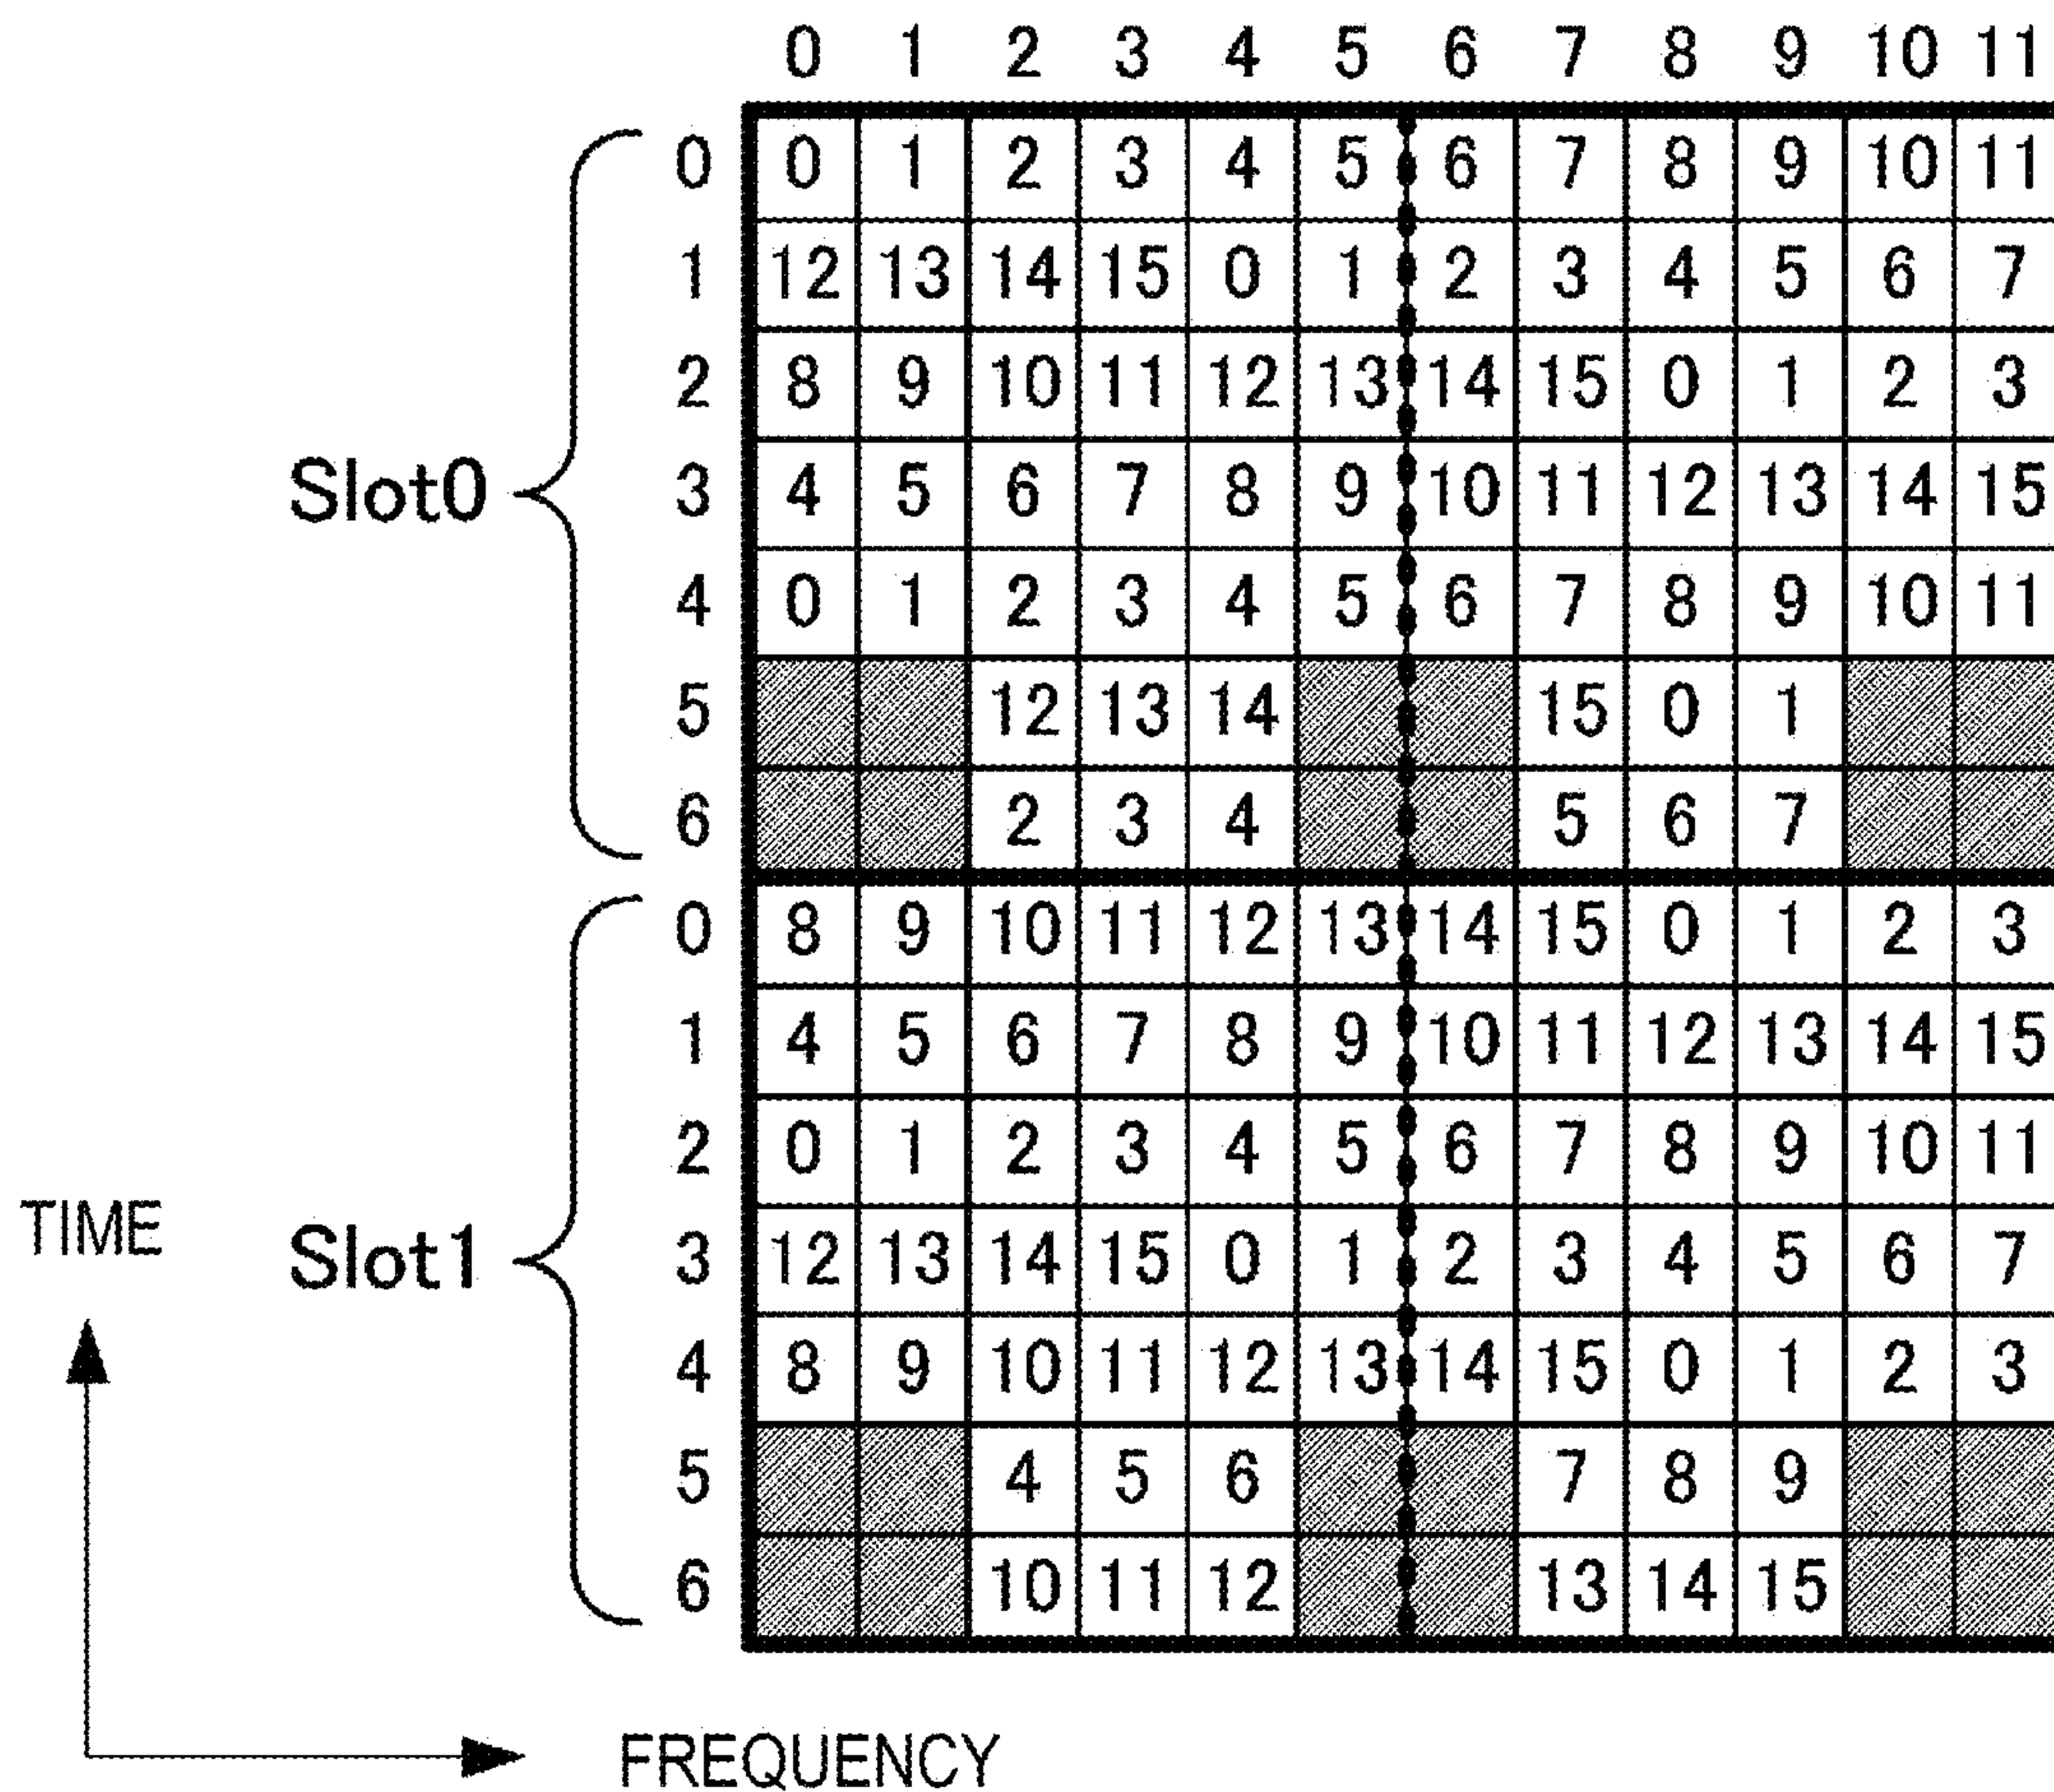 0 1 2 3 4 5 6 7 8 9 10 11
0 0 1 2 3 4 5 6 7 8 9 10 11
1 12 13 14 15 0 1 2 3 4 5 6 7
2 8 9 10 11 12 13 14 15 0 1 2 3
Slot0 3 4 5 6 7 8 9 10 11 12 13 14 15
4 0 1 2 3 4 5 6 7 8 9 10 11
5 12 13 14 15 0 1
6 2 3 4 5 6 7
0 8 9 10 11 12 13 14 15 0 1 2 3
1 4 5 6 7 8 9 10 11 12 13 14 15
2 0 1 2 3 4 5 6 7 8 9 10 11
TIME Slot1 3 12 13 14 15 0 1 2 3 4 5 6 7
4 8 9 10 11 12 13 14 15 0 1 2 3
5 4 5 6 7 8 9
6 10 11 12 13 14 15
FREQUENCY